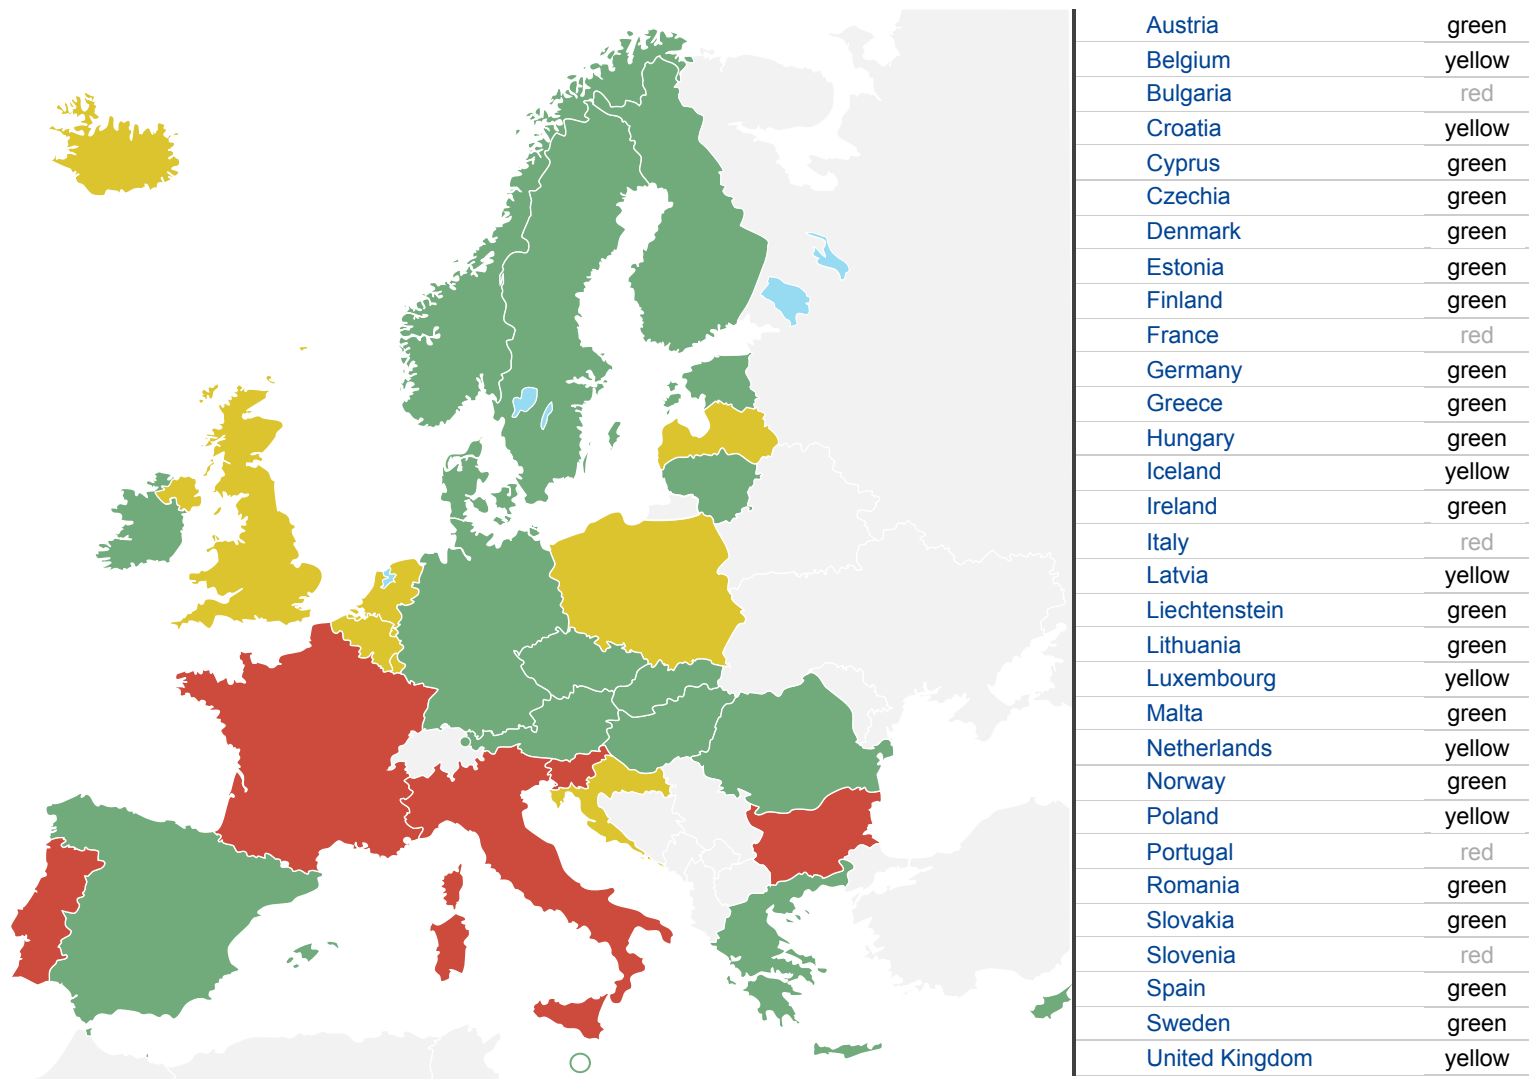 Austria green
Belgium yellow
Bulgaria red
Croatia yellow
Cyprus green
Czechia green
Denmark green
Estonia green
Finland green
France red
Germany green
Greece green
Hungary green
Iceland yellow
Ireland green
Italy red
Latvia yellow
Liechtenstein green
Lithuania green
Luxembourg yellow
Malta green
Netherlands yellow
Norway green
Poland yellow
Portugal red
Romania green
Slovakia green
Slovenia red
Spain green
Sweden green
United Kingdom yellow